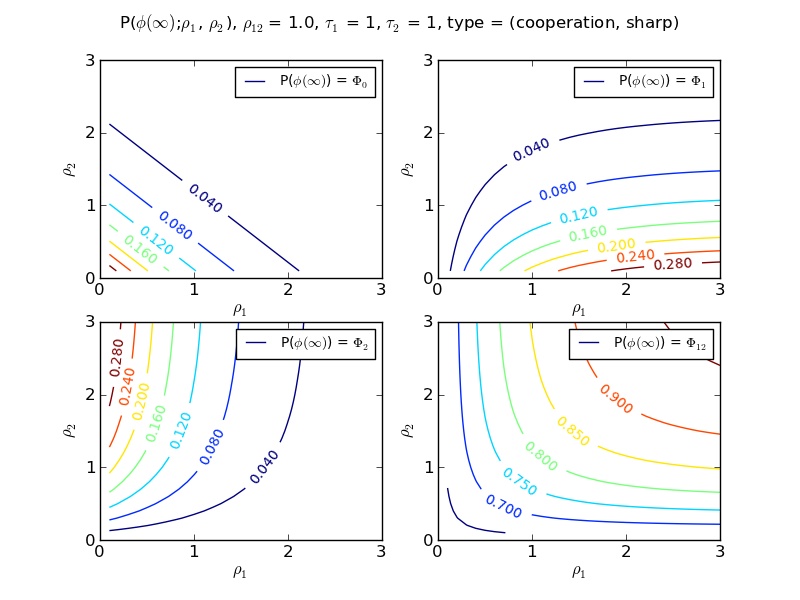 P(ϕ(∞);ρ₁, ρ₂), ρ₁₂ = 1.0, τ₁ = 1, τ₂ = 1, type = (cooperation, sharp)
3
P(ϕ(∞)) = Φ₀
2
ρ₂
0.040
1
0.080
0.120
0.160
0
0 1 2 3
ρ₁
3
P(ϕ(∞)) = Φ₁
2
0.040
ρ₂
0.080
1
0.120
0.160
0.200
0.240
0.280
0
0 1 2 3
ρ₁
3
P(ϕ(∞)) = Φ₂
0.280
0.240
2
0.200
0.160
ρ₂
0.120
0.080
1
0.040
0
0 1 2 3
ρ₁
3
P(ϕ(∞)) = Φ₁₂
2
0.900
ρ₂
0.850
0.800
1
0.750
0.700
0
0 1 2 3
ρ₁